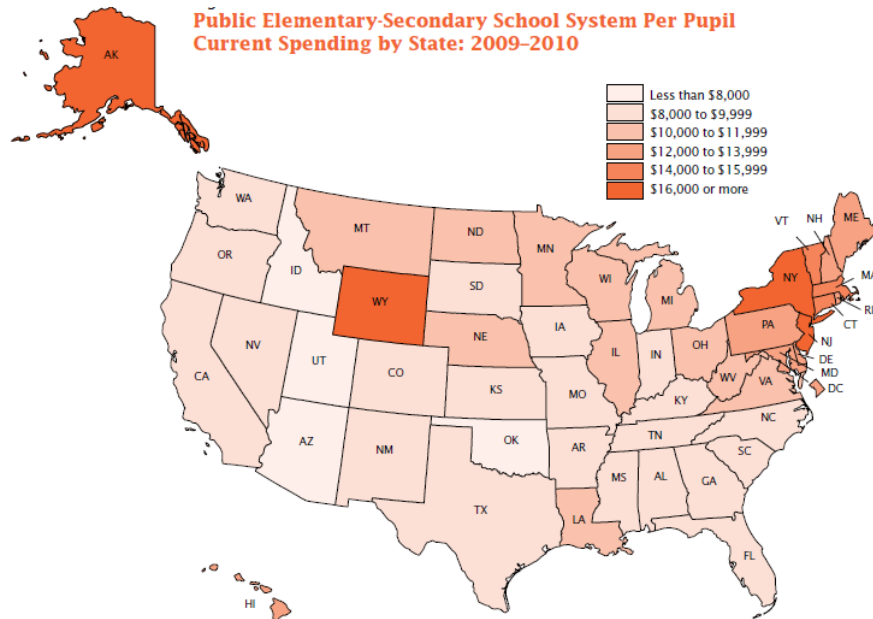 Public Elementary-Secondary School System Per Pupil
Current Spending by State: 2009–2010
AK
Less than $8,000
$8,000 to $9,999
$10,000 to $11,999
$12,000 to $13,999
$14,000 to $15,999
$16,000 or more
WA
MT
ND
MN
VT
NH
ME
OR
ID
WY
SD
WI
MI
NY
MA
RI
CT
NV
UT
CO
NE
IA
IL
IN
OH
PA
NJ
DE
MD
DC
CA
KS
MO
KY
WV
VA
AZ
NM
OK
AR
TN
NC
SC
TX
LA
MS
AL
GA
FL
HI